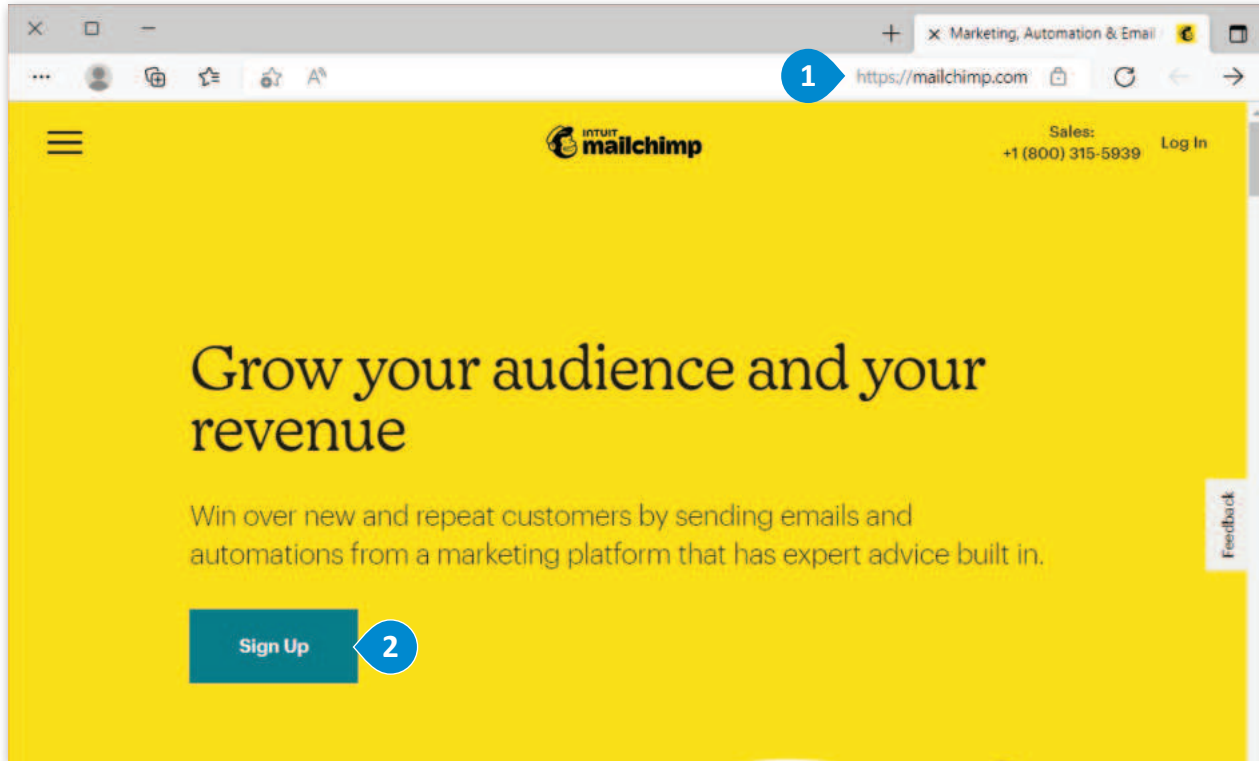 Marketing, Automation & Email
1
https://mailchimp.com
INTUIT
mailchimp
Sales:
+1 (800) 315-5939
Log In
Grow your audience and your
revenue
Win over new and repeat customers by sending emails and
automations from a marketing platform that has expert advice built in.
Feedback
Sign Up
2